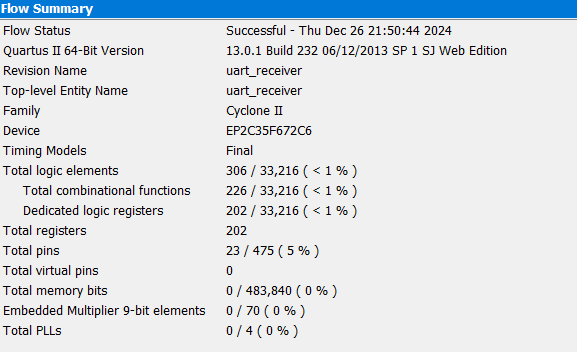 Flow Summary
Flow Status Successful - Thu Dec 26 21:50:44 2024
Quartus II 64-Bit Version 13.0.1 Build 232 06/12/2013 SP 1 SJ Web Edition
Revision Name uart_receiver
Top-level Entity Name uart_receiver
Family Cyclone II
Device EP2C35F672C6
Timing Models Final
Total logic elements 306 / 33,216 ( < 1 % )
Total combinational functions 226 / 33,216 ( < 1 % )
Dedicated logic registers 202 / 33,216 ( < 1 % )
Total registers 202
Total pins 23 / 475 ( 5 % )
Total virtual pins 0
Total memory bits 0 / 483,840 ( 0 % )
Embedded Multiplier 9-bit elements 0 / 70 ( 0 % )
Total PLLs 0 / 4 ( 0 % )